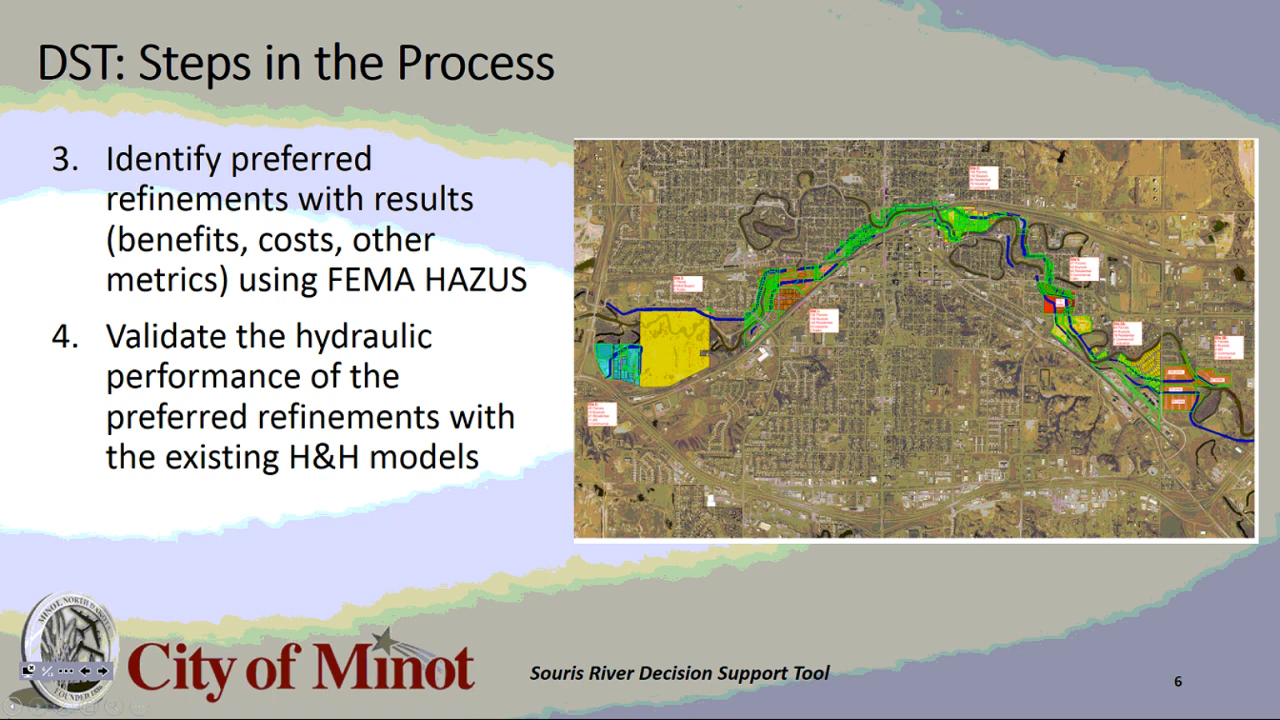 DST: Steps in the Process
3. Identify preferred
refinements with results
(benefits, costs, other
metrics) using FEMA HAZUS
4. Validate the hydraulic
performance of the
preferred refinements with
the existing H&H models
City of Minot
Souris River Decision Support Tool
6